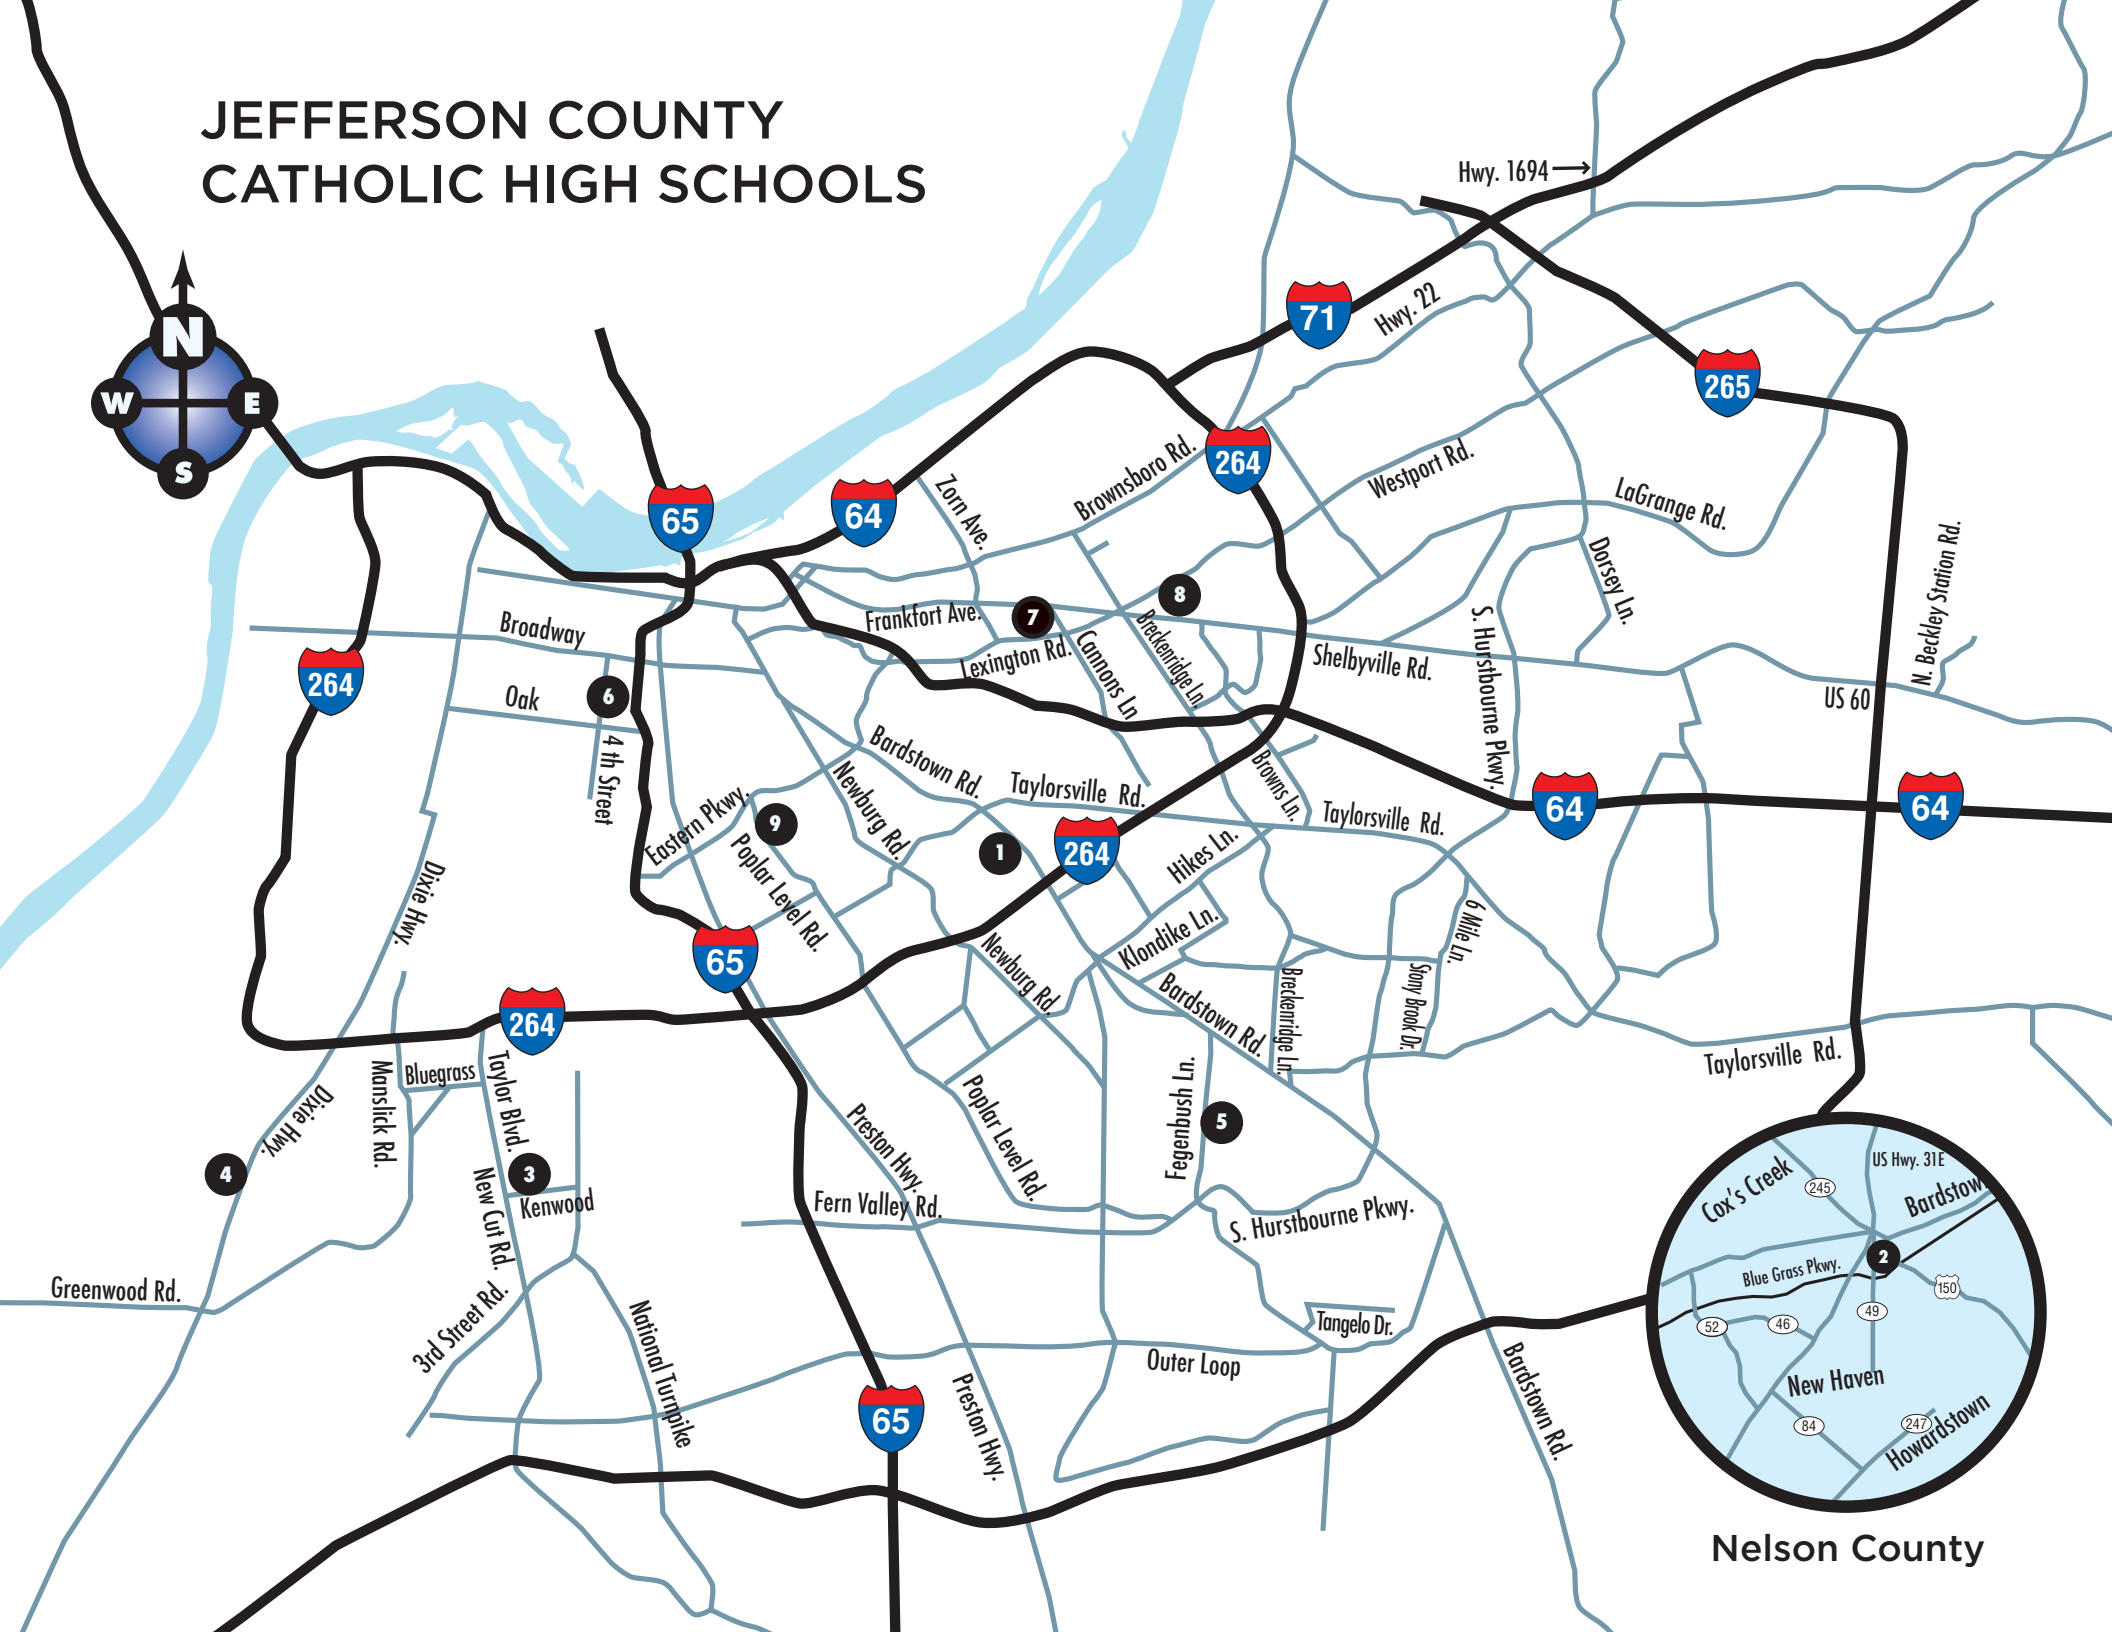 JEFFERSON COUNTY
CATHOLIC HIGH SCHOOLS
N
W
E
S
Hwy. 1694
71
Hwy. 22
265
264
Brownsboro Rd.
Westport Rd.
LaGrange Rd.
Zorn Ave.
65
64
Dorsey Ln.
N. Beckley Station Rd.
8
7
Frankfort Ave.
Broadway
Lexington Rd.
Cannons Ln
Breckenridge Ln.
S. Hurstbourne Pkwy.
Shelbyville Rd.
264
US 60
Oak
6
4 th Street
Bardstown Rd.
Taylorsville Rd.
Browns Ln.
Taylorsville Rd.
64
64
Newburg Rd.
Eastern Pkwy.
9
1
264
Hikes Ln.
Poplar Level Rd.
Dixie Hwy.
Klondike Ln.
6 Mile Ln.
65
Newburg Rd.
Bardstown Rd.
Breckenridge Ln.
Stony Brook Dr.
264
Taylorsville Rd.
Bluegrass
Manslick Rd.
Taylor Blvd.
Dixie Hwy.
Poplar Level Rd.
Preston Hwy.
Fegenbush Ln.
5
4
3
Kenwood
New Cut Rd.
Fern Valley Rd.
S. Hurstbourne Pkwy.
Greenwood Rd.
3rd Street Rd.
National Turnpike
Tangelo Dr.
Outer Loop
Preston Hwy.
Bardstown Rd.
65
US Hwy. 31E
Cox's Creek
245
Bardstow
2
Blue Grass Pkwy.
150
49
52
46
New Haven
84
247
Howardstown
Nelson County